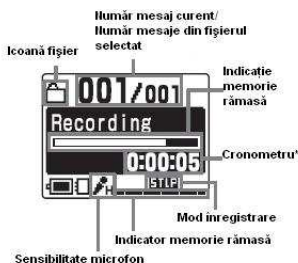 Număr mesaj curent/
Număr mesaje din fişierul
selectat
Icoană fişier
Indicaţie
memorie
rămasă
001/001
Recording
0:00:05
Cronometru*
H
STLP
Mod inregistrare
Indicator memorie rămasă
Sensibilitate microfon